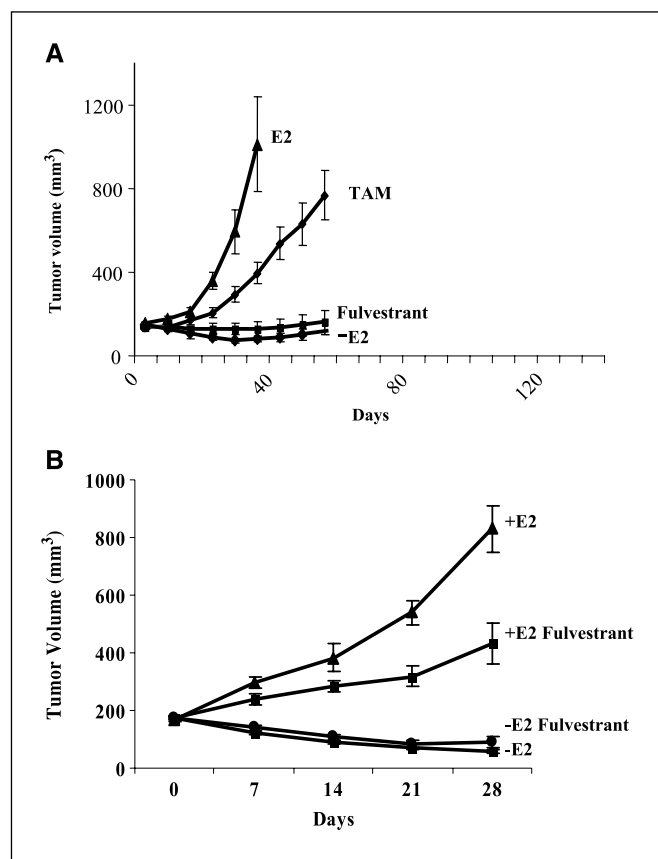 A
Tumor volume (mm³)
1200
800
400
0
E2
TAM
Fulvestrant
–E2
0
40
80
120
Days
B
Tumor Volume (mm³)
1000
800
600
400
200
0
+E2
+E2 Fulvestrant
-E2 Fulvestrant
-E2
0 7 14 21 28
Days